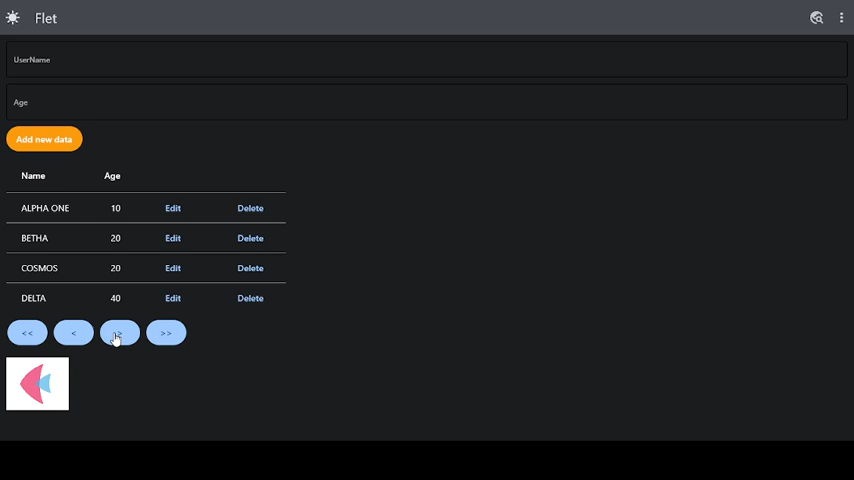 Flet
UserName
Age
Add new data
Name Age
ALPHA ONE 10 Edit Delete
BETHA 20 Edit Delete
COSMOS 20 Edit Delete
DELTA 40 Edit Delete
<< < > >>